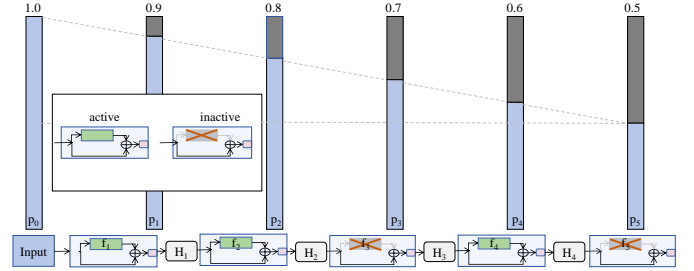 1.0 0.9 0.8 0.7 0.6 0.5
active inactive
p0 p1 p2 p3 p4 p5
Input f1 H1 f2 H2 f3 H3 f4 H4 f5